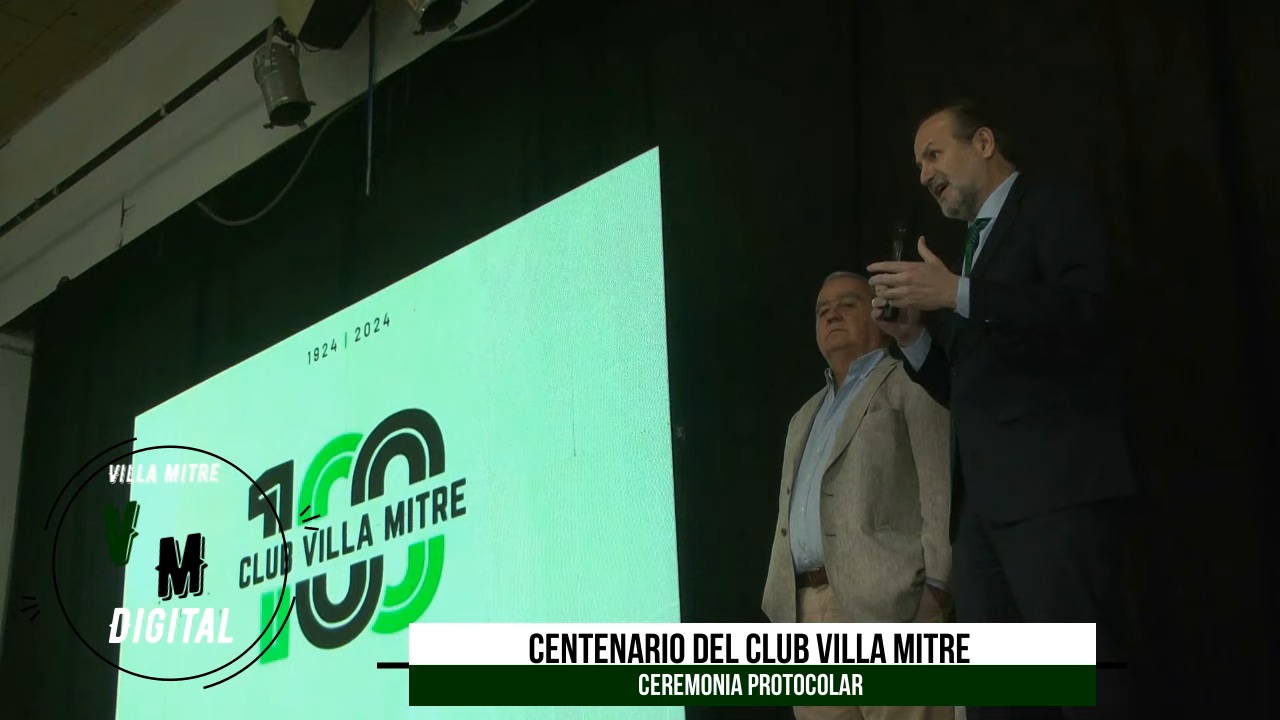 1924 | 2024
100
CLUB VILLA MITRE
VILLA MITRE
VM
DIGITAL
CENTENARIO DEL CLUB VILLA MITRE
CEREMONIA PROTOCOLAR